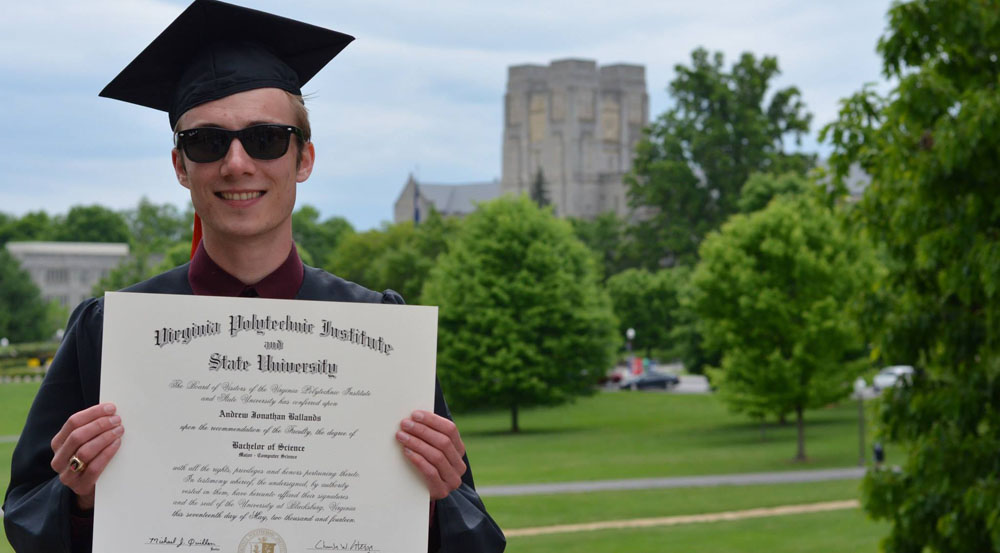 Virginia Polytechnic Institute
and
State University
The Board of Visitors of the Virginia Polytechnic Institute
and State University has conferred upon
Andrew Jonathan Ballands
upon the recommendation of the Faculty, the degree of
Bachelor of Science
Major - Computer Science
with all the rights, privileges and honors pertaining thereto.
In testimony whereof, the undersigned, by authority
vested in them, have hereunto affixed their signatures
and the seal of the University at Blacksburg, Virginia
this seventeenth day of May, two thousand and fourteen.
Michael J.
Charles W.